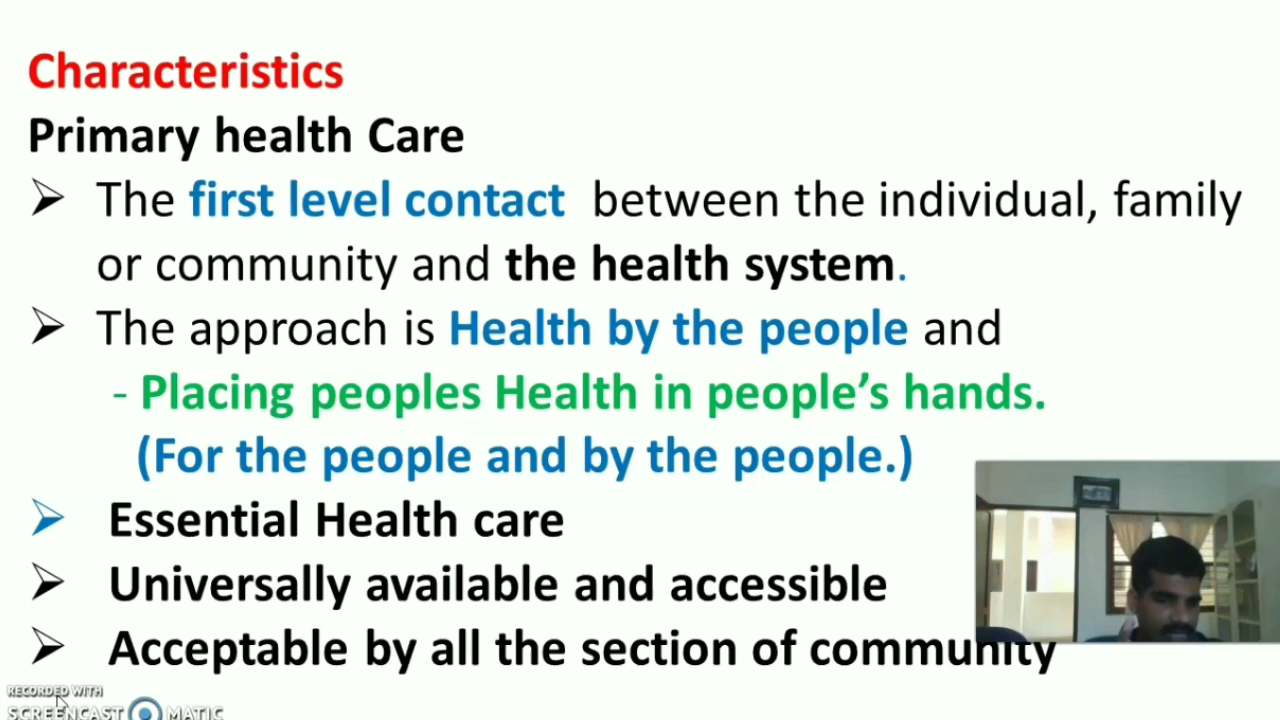 Characteristics
Primary health Care
➢ The first level contact between the individual, family
or community and the health system.
➢ The approach is Health by the people and
- Placing peoples Health in people’s hands.
(For the people and by the people.)
➢ Essential Health care
➢ Universally available and accessible
➢ Acceptable by all the section of community
RECORDED WITH
SCREENCAST MATIC